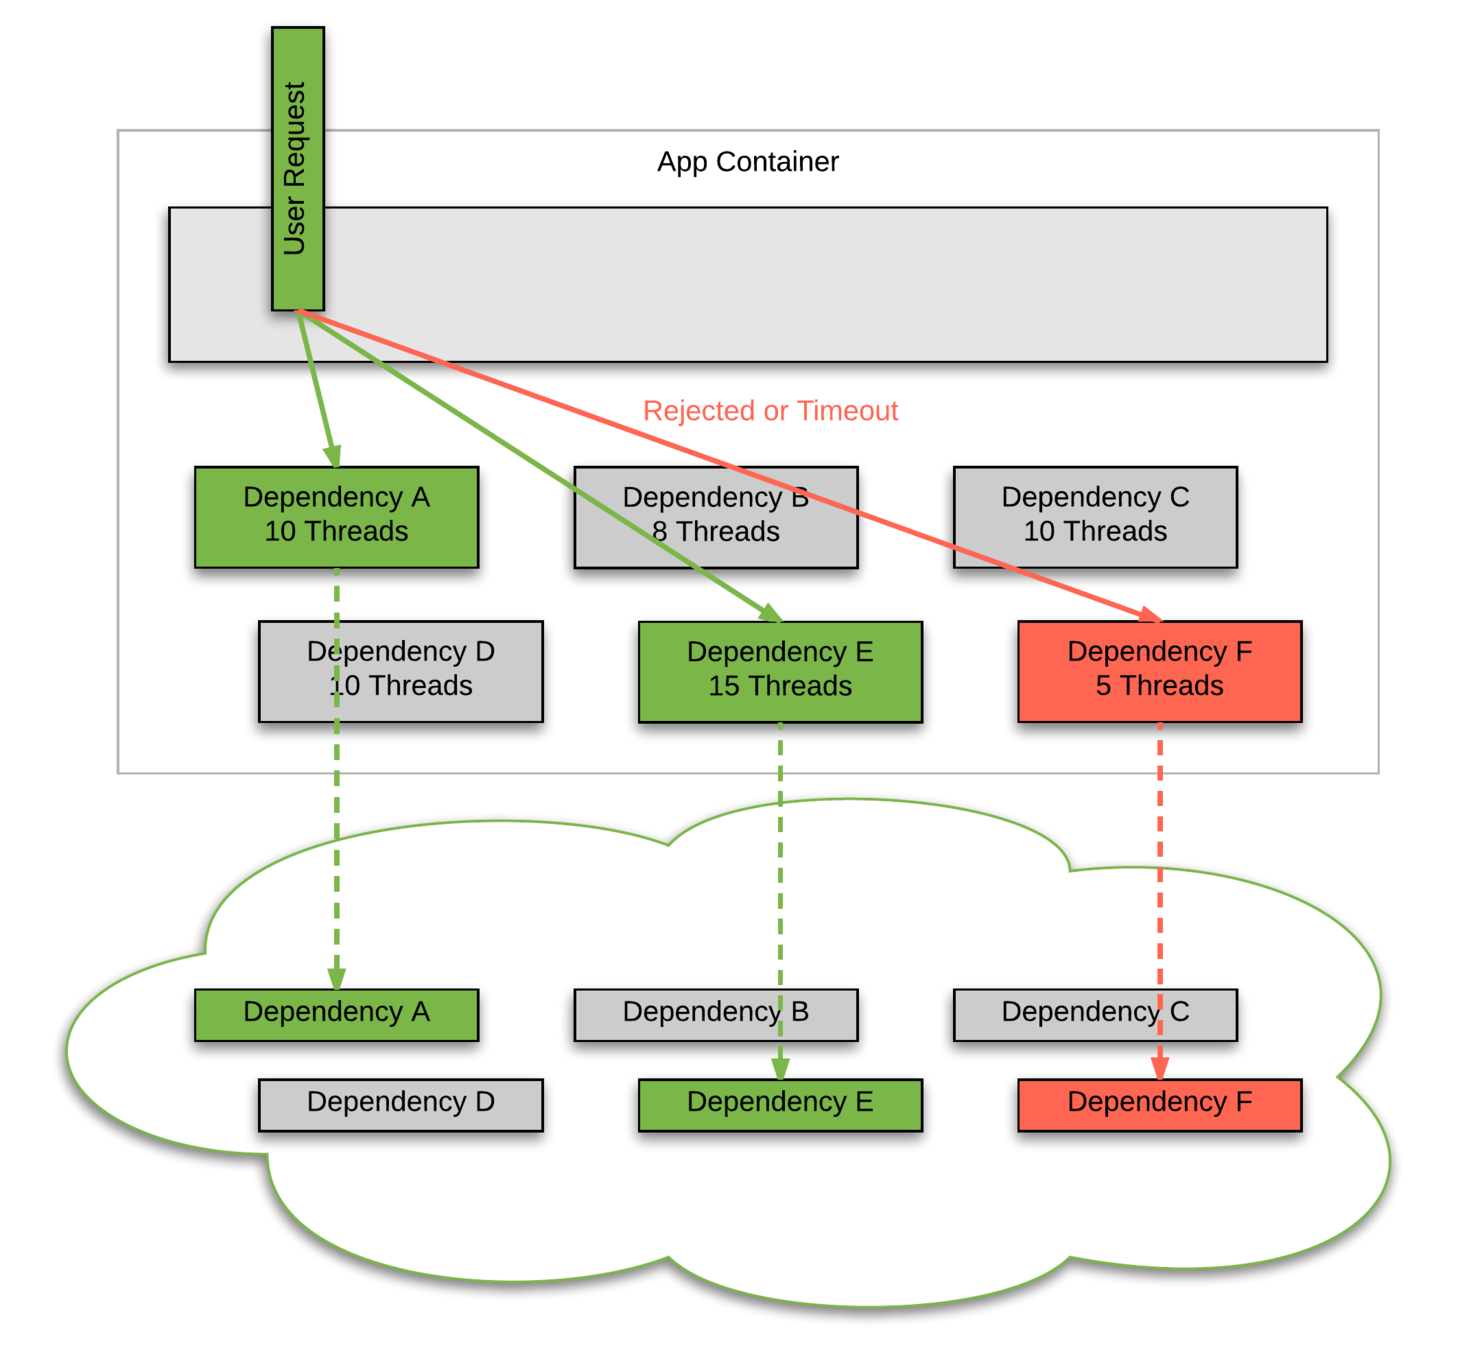 User Request
App Container
Rejected or Timeout
Dependency A
10 Threads
Dependency B
8 Threads
Dependency C
10 Threads
Dependency D
10 Threads
Dependency E
15 Threads
Dependency F
5 Threads
Dependency A
Dependency B
Dependency C
Dependency D
Dependency E
Dependency F